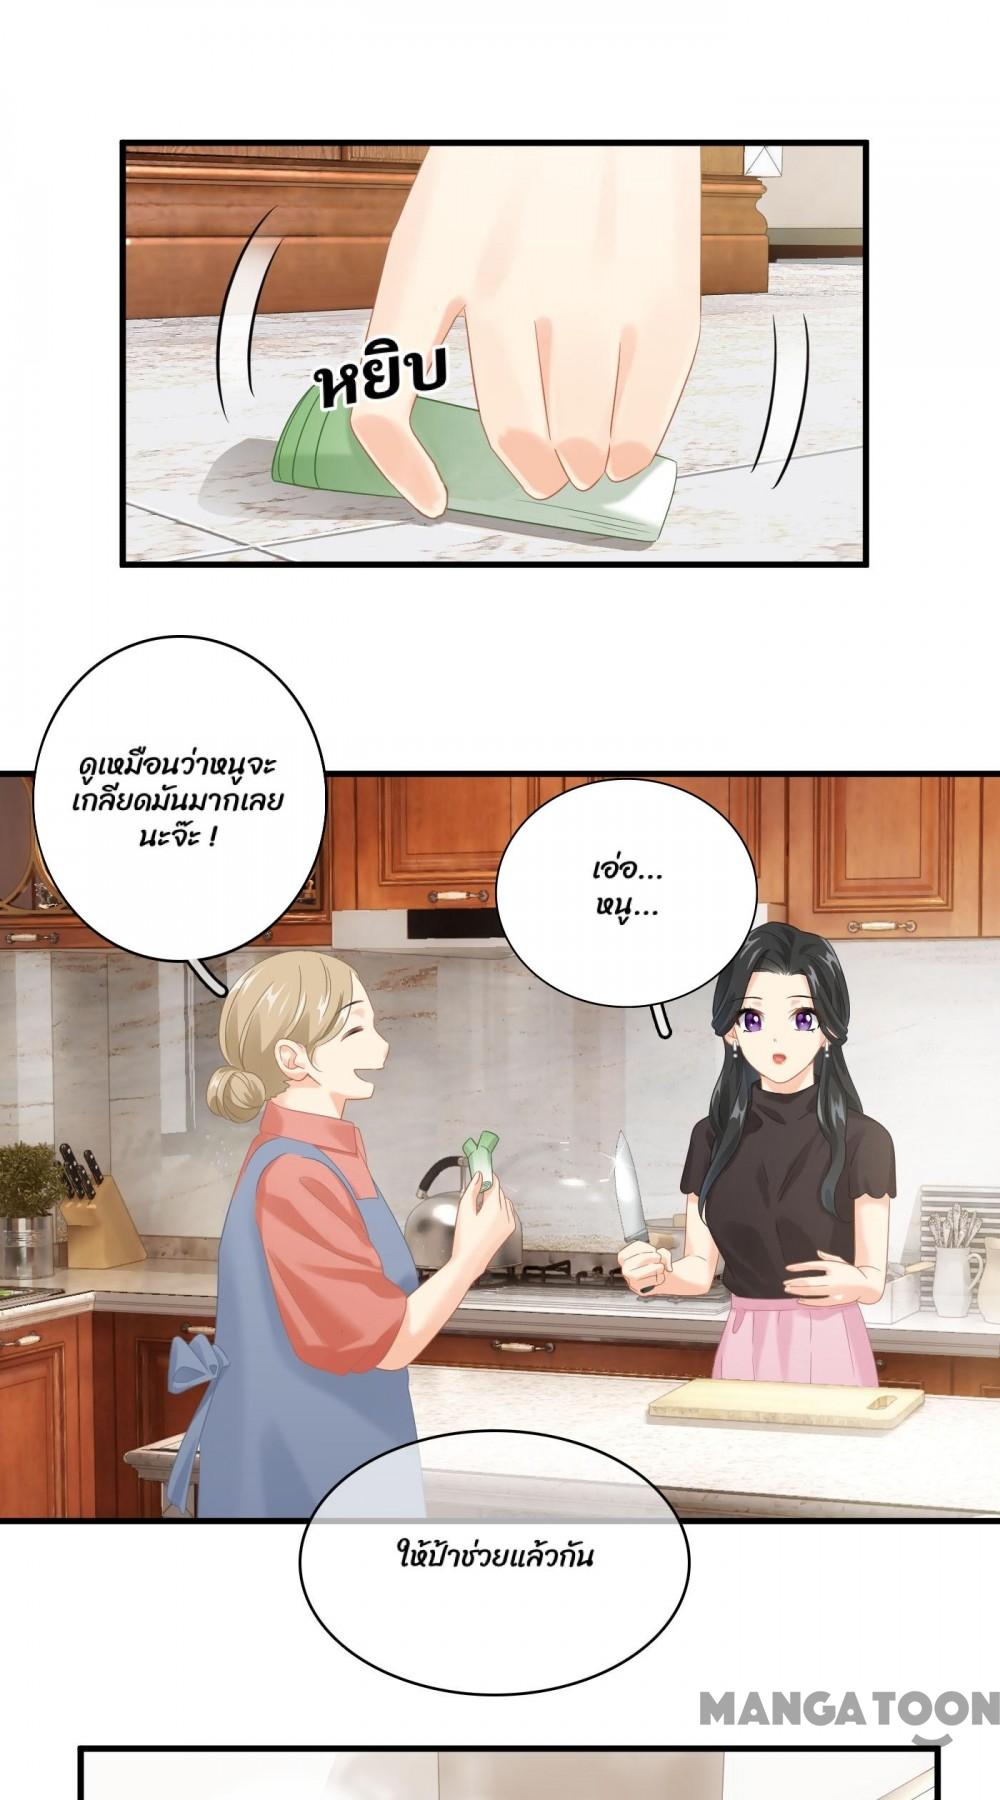 หยิบ
ดูเหมือนว่าหนูจะ
เกลียดมันมากเลย
นะจ๊ะ !
เอ่อ...
หนู...
ให้ป้าช่วยแล้วกัน
MANGATOON